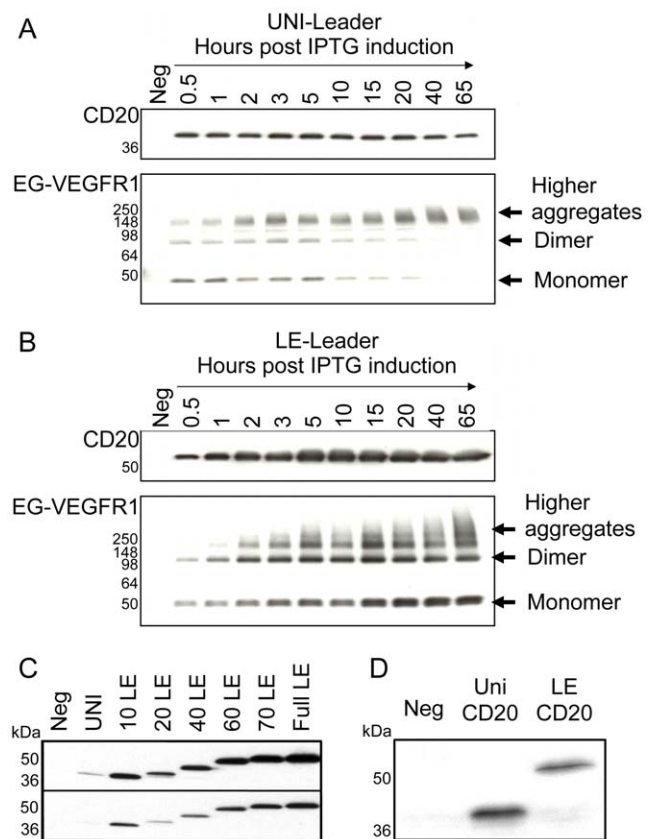 A
UNI-Leader
Hours post IPTG induction
Neg 0.5 1 2 3 5 10 15 20 40 65
CD20
36
EG-VEGFR1
250
148
98
64
50
Higher
aggregates
Dimer
Monomer
B
LE-Leader
Hours post IPTG induction
Neg 0.5 1 2 3 5 10 15 20 40 65
CD20
50
EG-VEGFR1
250
148
98
64
50
Higher
aggregates
Dimer
Monomer
C
Neg UNI 10 LE 20 LE 40 LE 60 LE 70 LE Full LE
kDa
50
36
50
36
D
Neg Uni CD20 LE CD20
kDa
50
36